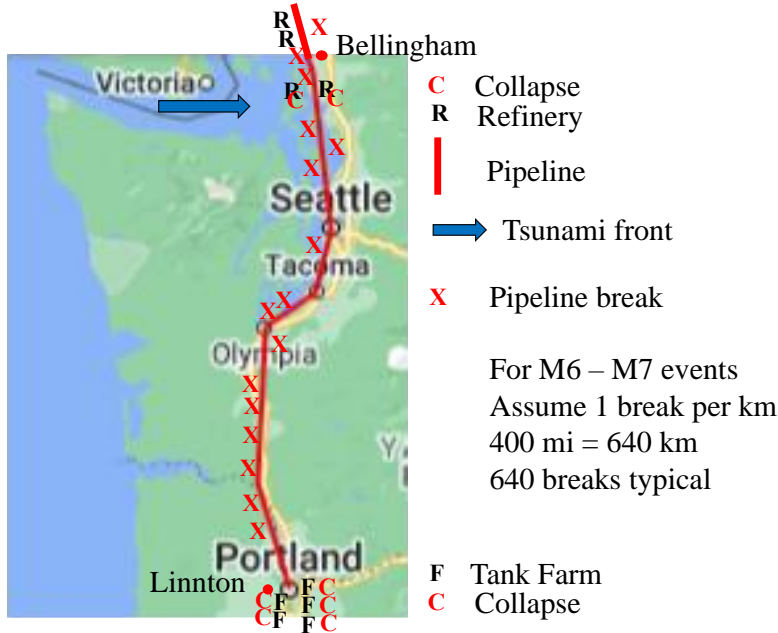 R X
R
X Bellingham
X
Victoria
R R
C C
X
X
X
Seattle
X
Tacoma
X
X
X
Olympia
X
X
X
X
X
X
Portland
Linnton
F C
C F F C
C F F C
C Collapse
R Refinery
Pipeline
Tsunami front
X Pipeline break
For M6 – M7 events
Assume 1 break per km
400 mi = 640 km
640 breaks typical
F Tank Farm
C Collapse